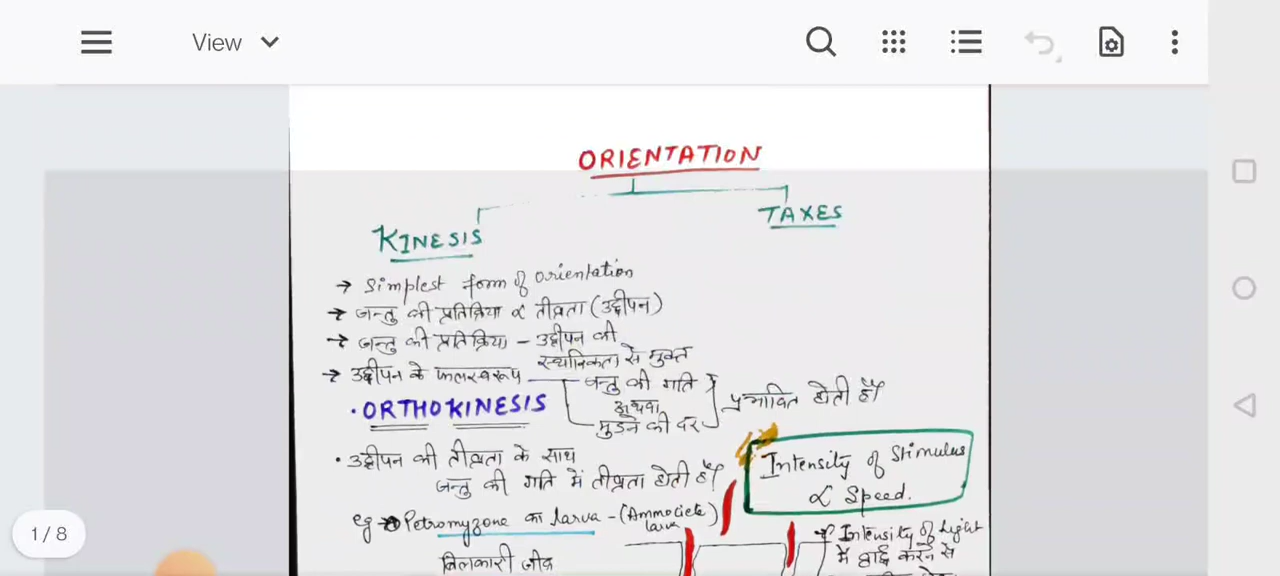 View
ORIENTATION
KINESIS
TAXES
→ Simplest form of orientation
→ जन्तु की प्रतिक्रिया ∝ तीव्रता (उद्दीपन)
→ जन्तु की प्रतिक्रिया - उद्दीपन की
स्थानिकता से मुक्त
→ उद्दीपन के फलस्वरूप
जन्तु की गति
अथवा
मुडने की दर
प्रभावित होती है
• ORTHOKINESIS
• उद्दीपन की तीव्रता के साथ
जन्तु की गति में तीव्रता होती है
Intensity of Stimulus
∝ Speed.
eg → Petromyzone का larva - (Ammociete
larva)
Intensity of light
में वृद्धि करने से
बिलकारी जीव
1 / 8